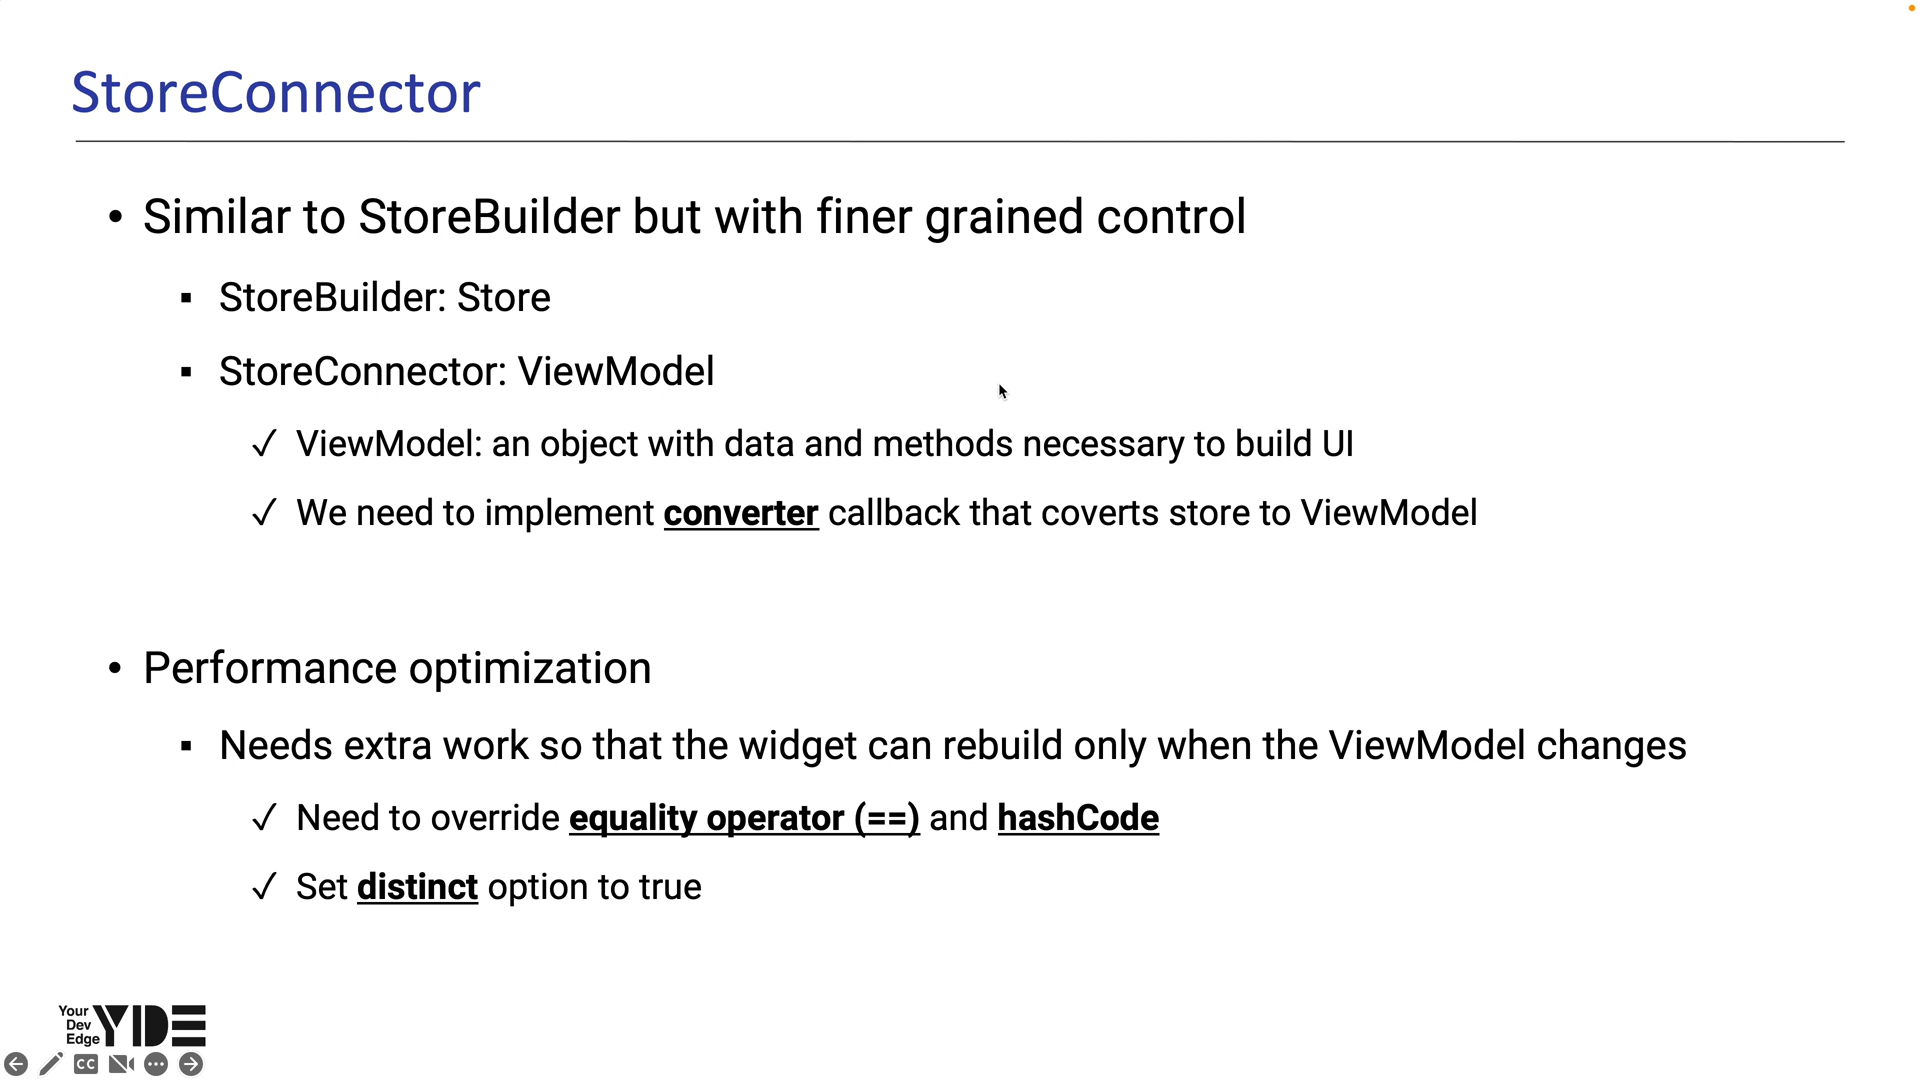 StoreConnector
• Similar to StoreBuilder but with finer grained control
▪ StoreBuilder: Store
▪ StoreConnector: ViewModel
✓ ViewModel: an object with data and methods necessary to build UI
✓ We need to implement converter callback that coverts store to ViewModel
• Performance optimization
▪ Needs extra work so that the widget can rebuild only when the ViewModel changes
✓ Need to override equality operator (==) and hashCode
✓ Set distinct option to true
Your
Dev
Edge
YDE
CC